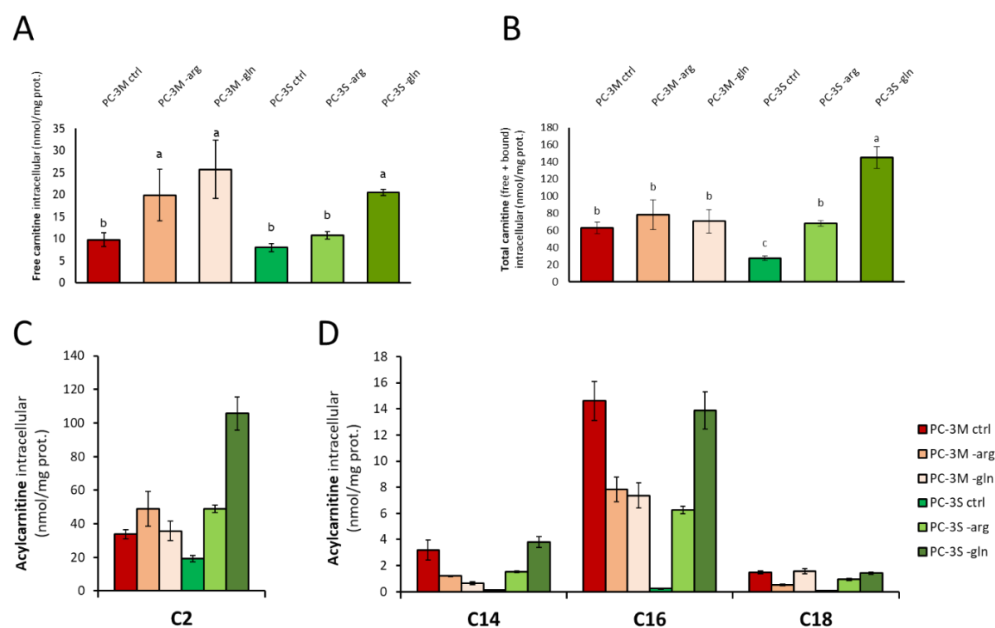 A
B
PC-3M ctrl
PC-3M -arg
PC-3M -gln
PC-3S ctrl
PC-3S -arg
PC-3S -gln
PC-3M ctrl
PC-3M -arg
PC-3M -gln
PC-3S ctrl
PC-3S -arg
PC-3S -gln
Free carnitine intracellular (nmol/mg prot.)
35
30
25
20
15
10
5
0
b
a
a
b
b
a
Total carnitine (free + bound)
intracellular (nmol/mg prot.)
180
160
140
120
100
80
60
40
20
0
b
b
b
c
b
a
C
D
Acylcarnitine intracellular
(nmol/mg prot.)
140
120
100
80
60
40
20
0
C2
Acylcarnitine intracellular
(nmol/mg prot.)
18
16
14
12
10
8
6
4
2
0
C14
C16
C18
PC-3M ctrl
PC-3M -arg
PC-3M -gln
PC-3S ctrl
PC-3S -arg
PC-3S -gln